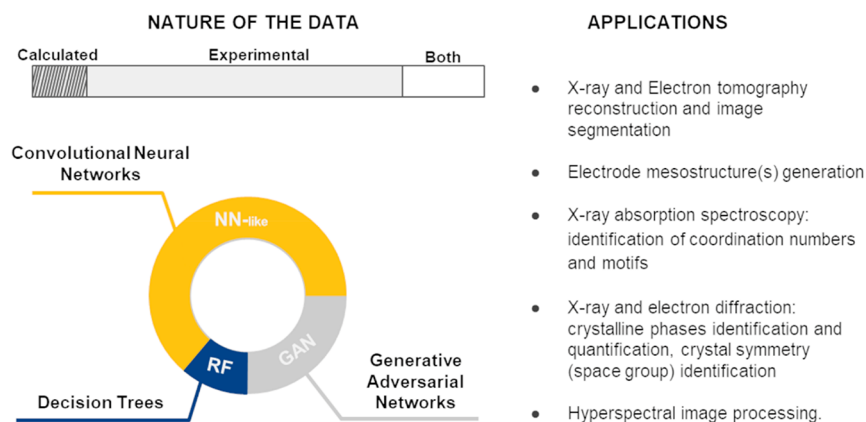 NATURE OF THE DATA
Calculated
Experimental
Both
Convolutional Neural
Networks
NN-like
RF
GAN
Decision Trees
Generative
Adversarial
Networks
APPLICATIONS
● X-ray and Electron tomography
reconstruction and image
segmentation
● Electrode mesostructure(s) generation
● X-ray absorption spectroscopy:
identification of coordination numbers
and motifs
● X-ray and electron diffraction:
crystalline phases identification and
quantification, crystal symmetry
(space group) identification
● Hyperspectral image processing.